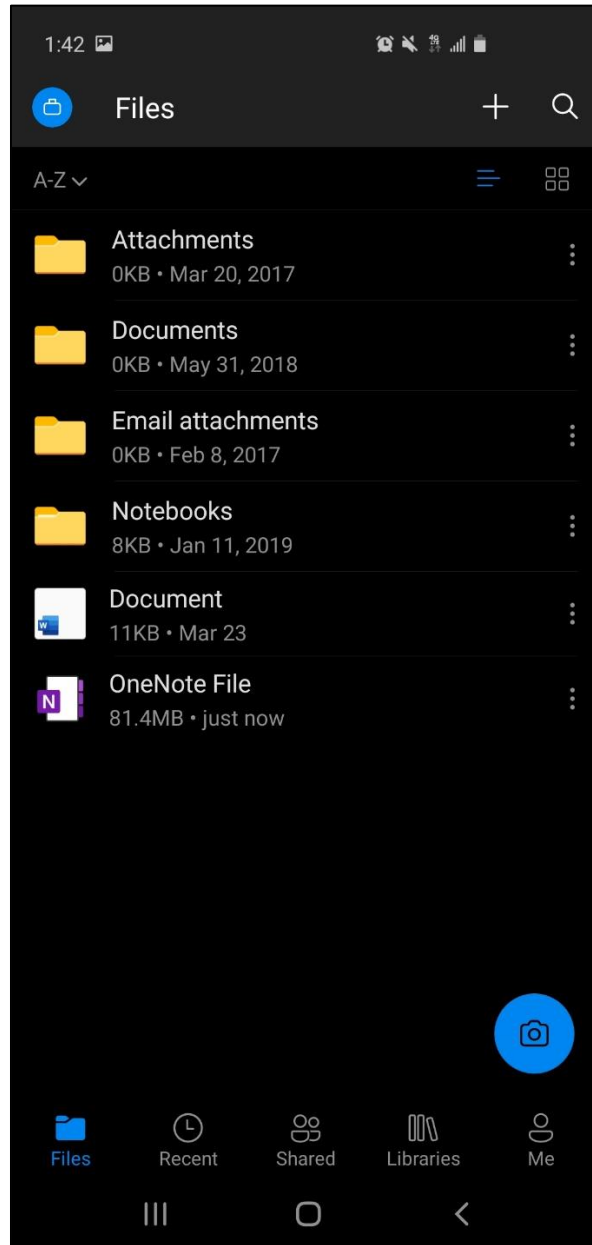 1:42
Files
A-Z
Attachments
0KB • Mar 20, 2017
Documents
0KB • May 31, 2018
Email attachments
0KB • Feb 8, 2017
Notebooks
8KB • Jan 11, 2019
W
Document
11KB • Mar 23
N
OneNote File
81.4MB • just now
Files
Recent
Shared
Libraries
Me